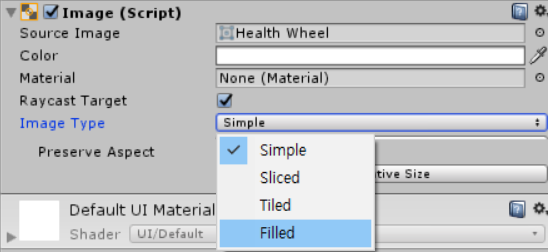 Image (Script)
Source Image
Health Wheel
Color
Material
None (Material)
Raycast Target
Image Type
Simple
Preserve Aspect
Simple
Sliced
Tiled
Filled
ative Size
Default UI Material
Shader
UI/Default